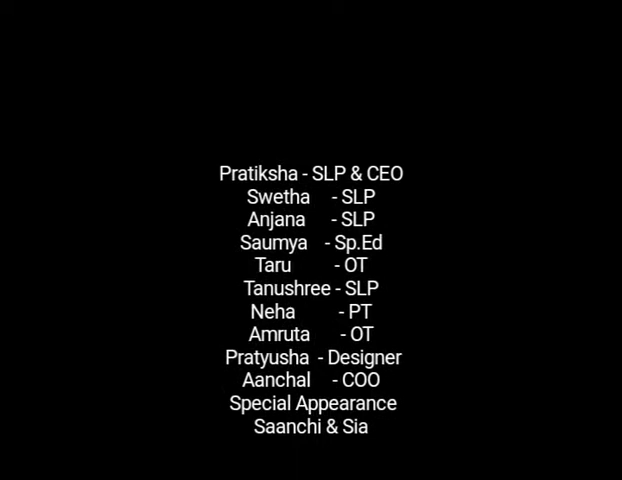 Pratiksha - SLP & CEO
Swetha - SLP
Anjana - SLP
Saumya - Sp.Ed
Taru - OT
Tanushree - SLP
Neha - PT
Amruta - OT
Pratyusha - Designer
Aanchal - COO
Special Appearance
Saanchi & Sia